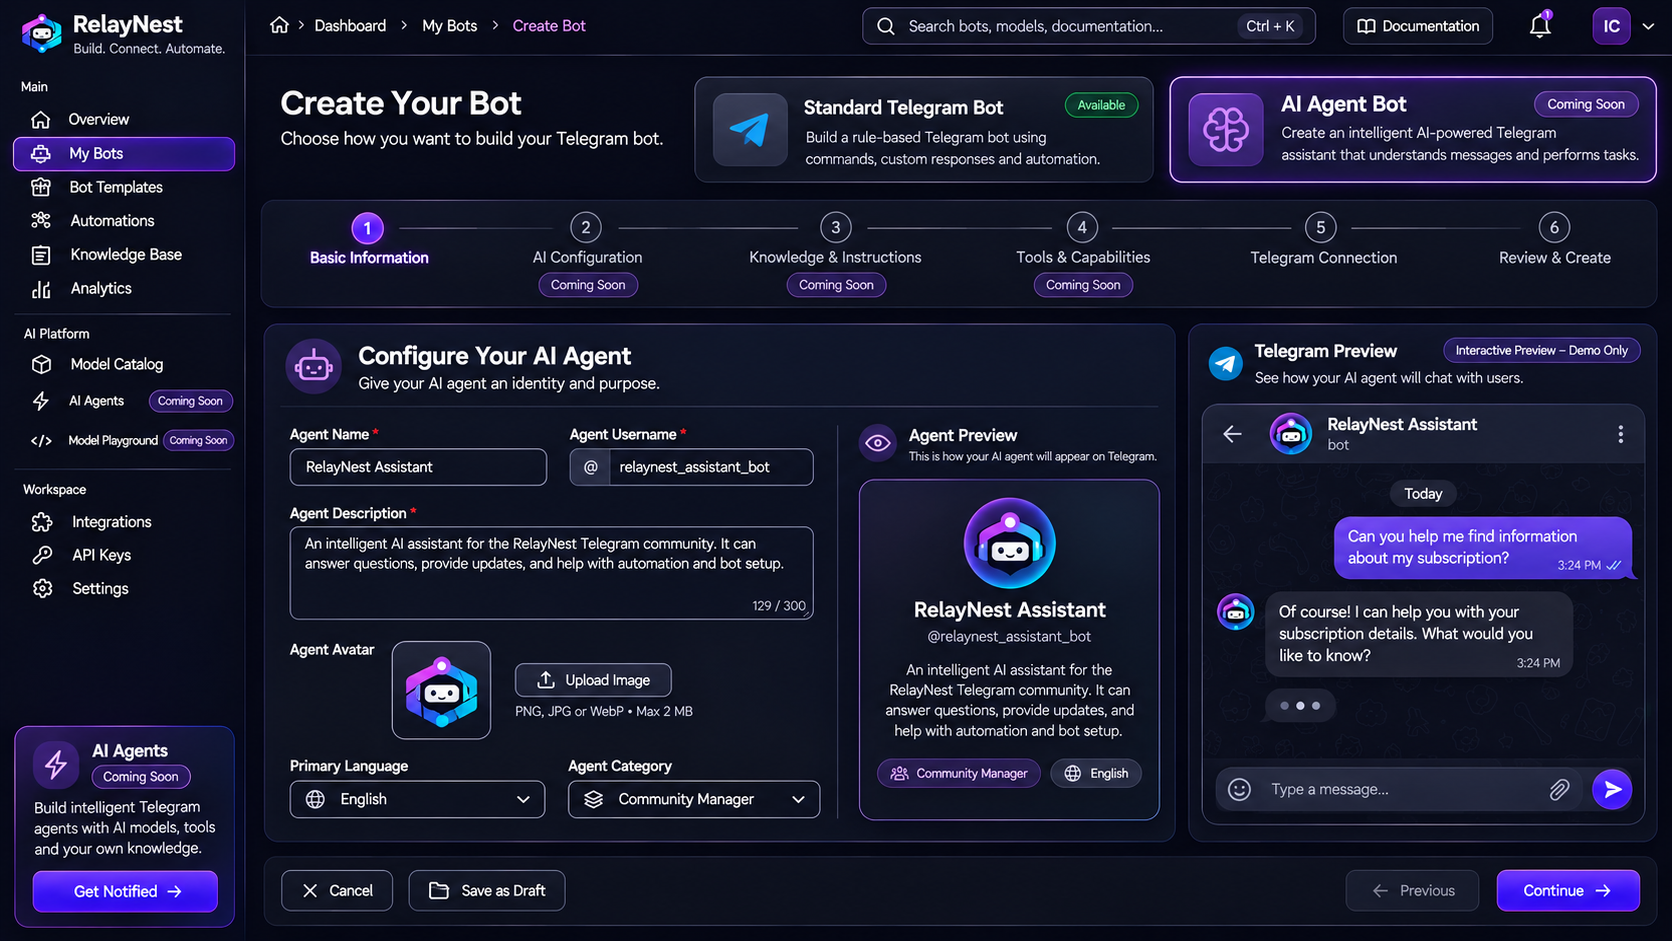 RelayNest
Build. Connect. Automate.
Main
Overview
My Bots
Bot Templates
Automations
Knowledge Base
Analytics
AI Platform
Model Catalog
AI Agents Coming Soon
Model Playground Coming Soon
Workspace
Integrations
API Keys
Settings
AI Agents
Coming Soon
Build intelligent Telegram
agents with AI models, tools
and your own knowledge.
Get Notified →
Dashboard > My Bots > Create Bot
Search bots, models, documentation... Ctrl + K
Documentation
1
IC
Create Your Bot
Choose how you want to build your Telegram bot.
Standard Telegram Bot
Available
Build a rule-based Telegram bot using
commands, custom responses and automation.
AI Agent Bot
Coming Soon
Create an intelligent AI-powered Telegram
assistant that understands messages and performs tasks.
1
Basic Information
2
AI Configuration
Coming Soon
3
Knowledge & Instructions
Coming Soon
4
Tools & Capabilities
Coming Soon
5
Telegram Connection
6
Review & Create
Configure Your AI Agent
Give your AI agent an identity and purpose.
Agent Name *
RelayNest Assistant
Agent Username *
@ relaynest_assistant_bot
Agent Description *
An intelligent AI assistant for the RelayNest Telegram community. It can
answer questions, provide updates, and help with automation and bot setup.
129 / 300
Agent Avatar
Upload Image
PNG, JPG or WebP • Max 2 MB
Primary Language
English
Agent Category
Community Manager
Agent Preview
This is how your AI agent will appear on Telegram.
RelayNest Assistant
@relaynest_assistant_bot
An intelligent AI assistant for the
RelayNest Telegram community. It can
answer questions, provide updates, and
help with automation and bot setup.
Community Manager
English
Telegram Preview
Interactive Preview – Demo Only
See how your AI agent will chat with users.
RelayNest Assistant
bot
Today
Can you help me find information
about my subscription?
3:24 PM
Of course! I can help you with your
subscription details. What would you
like to know?
3:24 PM
Type a message...
Cancel
Save as Draft
← Previous
Continue →